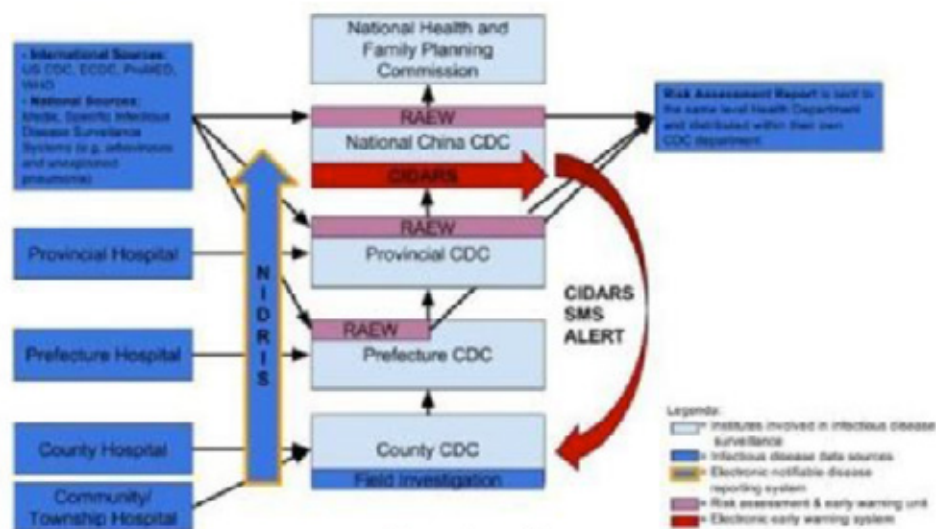 - International Sources:
US CDC, ECDC, ProMED,
WHO
- National Sources:
Media, Specific Infectious
Disease Surveillance
Systems (e.g. arbovirus and
unexplained
pneumonia)
National Health and
Family Planning
Commission
RAEW
National China CDC
CIDARS
Risk Assessment Report is sent to
the same level Health Department
and distributed within their own
CDC department
Provincial Hospital
RAEW
Provincial CDC
NIDRIS
CIDARS
SMS
ALERT
Prefecture Hospital
RAEW
Prefecture CDC
County Hospital
County CDC
Field Investigation
Community/
Township Hospital
Legenda:
= Institutes involved in infectious disease
surveillance
= Infectious disease data sources
= Electronic notifiable disease
reporting system
= Risk assessment & early warning unit
= Electronic early warning system